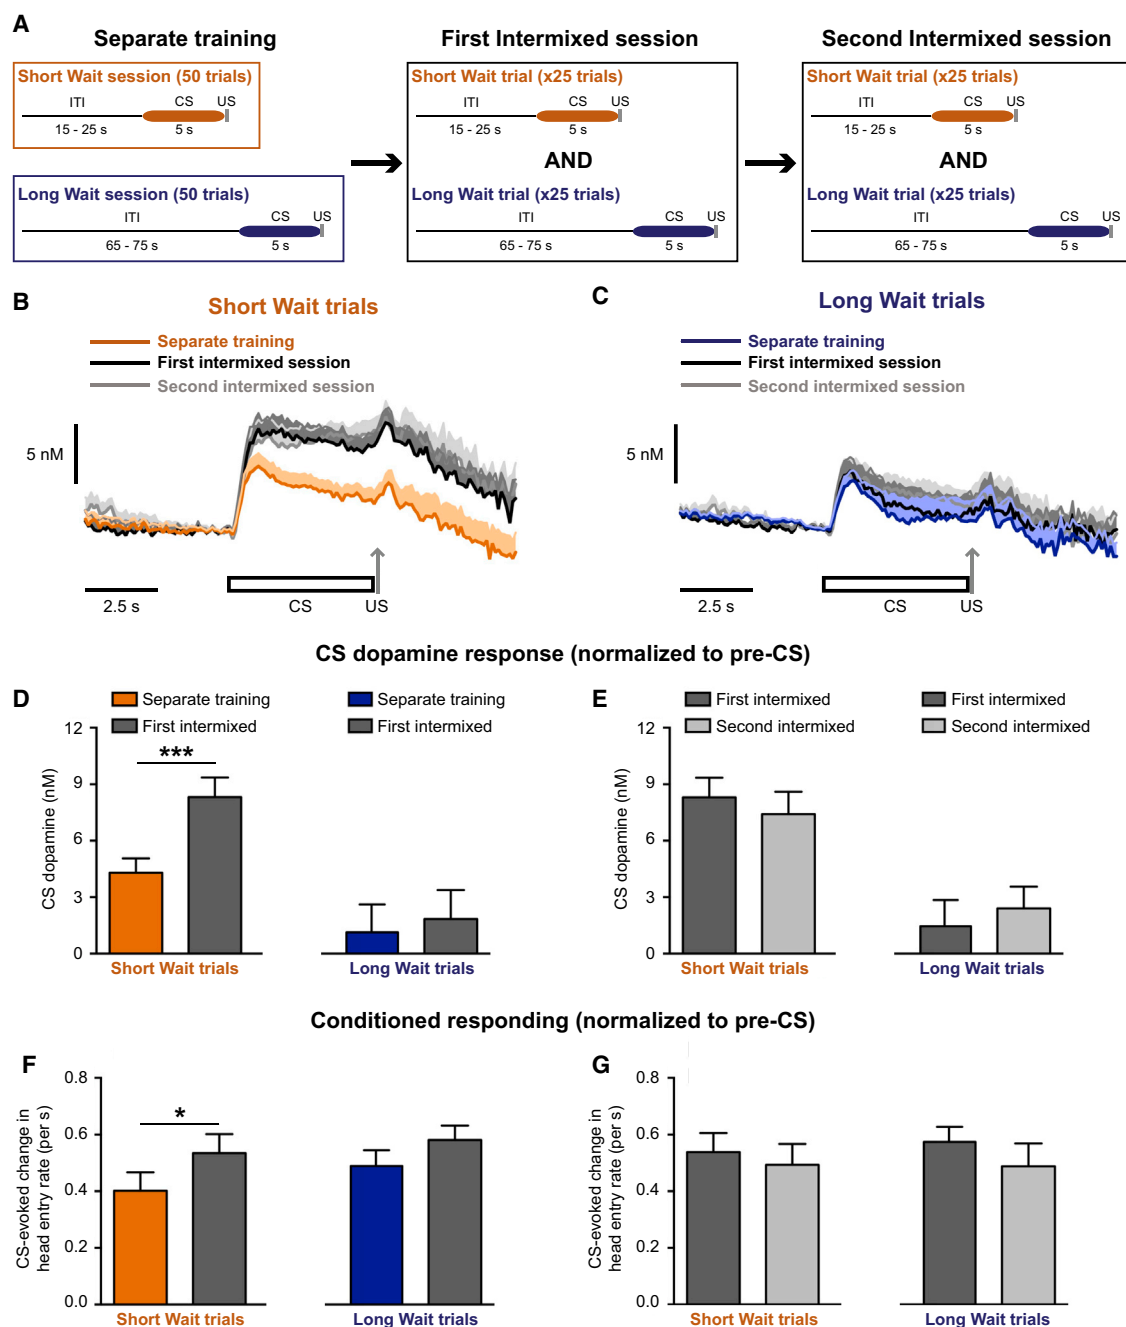 A
Separate training
First Intermixed session
Second Intermixed session
Short Wait session (50 trials)
ITI CS US
15 - 25 s 5 s
Long Wait session (50 trials)
ITI CS US
65 - 75 s 5 s
Short Wait trial (x25 trials)
ITI CS US
15 - 25 s 5 s
AND
Long Wait trial (x25 trials)
ITI CS US
65 - 75 s 5 s
Short Wait trial (x25 trials)
ITI CS US
15 - 25 s 5 s
AND
Long Wait trial (x25 trials)
ITI CS US
65 - 75 s 5 s
B
Short Wait trials
Separate training
First intermixed session
Second intermixed session
5 nM
2.5 s
CS US
C
Long Wait trials
Separate training
First intermixed session
Second intermixed session
5 nM
2.5 s
CS US
CS dopamine response (normalized to pre-CS)
D
Separate training
First intermixed
Separate training
First intermixed
CS dopamine (nM)
12
9
6
3
0
***
Short Wait trials
Long Wait trials
E
First intermixed
Second intermixed
First intermixed
Second intermixed
CS dopamine (nM)
12
9
6
3
0
Short Wait trials
Long Wait trials
Conditioned responding (normalized to pre-CS)
F
CS-evoked change in
head entry rate (per s)
0.8
0.6
0.4
0.2
0.0
*
Short Wait trials
Long Wait trials
G
CS-evoked change in
head entry rate (per s)
0.8
0.6
0.4
0.2
0.0
Short Wait trials
Long Wait trials